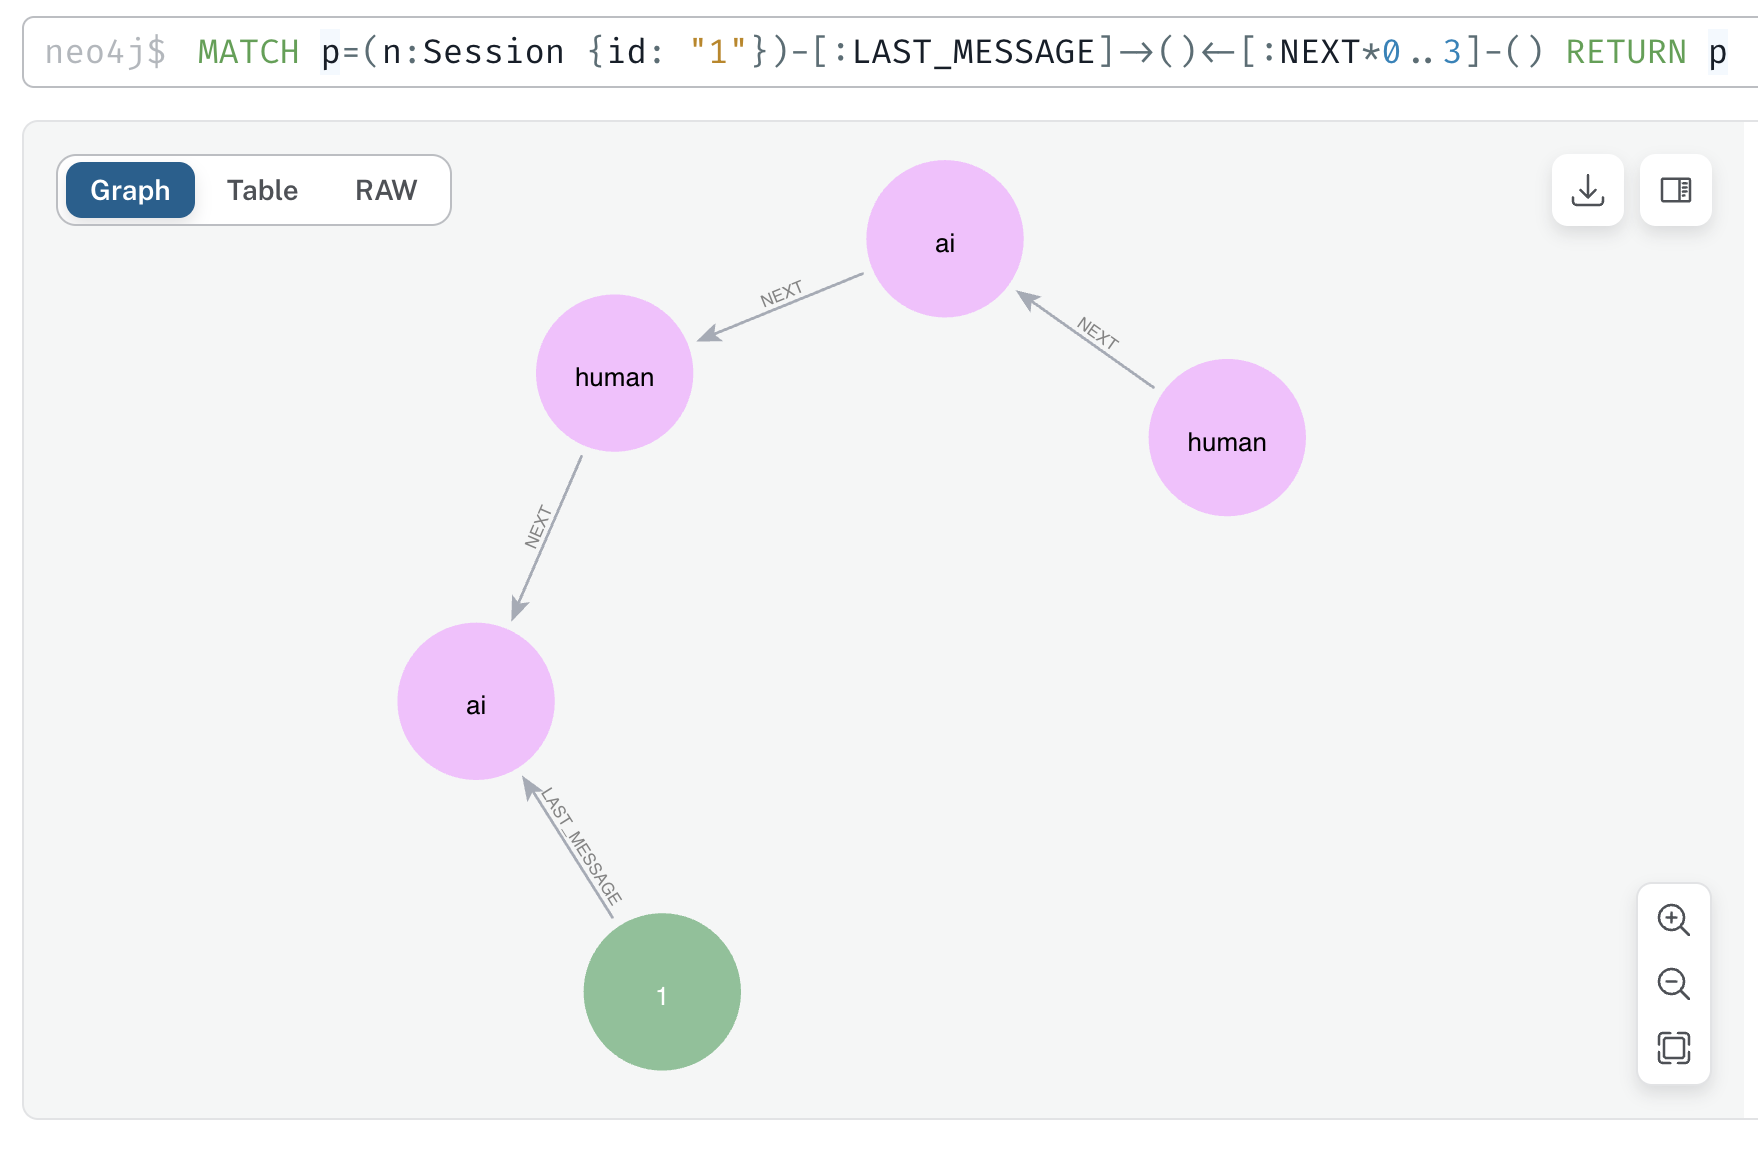 neo4j$ MATCH p=(n:Session {id: "1"})-[:LAST_MESSAGE]->()<-[:NEXT*0..3]-() RETURN p
Graph Table RAW
ai
NEXT
NEXT
human
human
NEXT
ai
LAST_MESSAGE
1